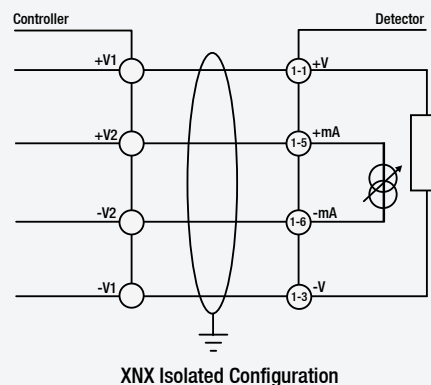 Controller Detector
+V1 1-1 +V
+V2 1-5 +mA
-V2 1-6 -mA
-V1 1-3 -V
XNX Isolated Configuration